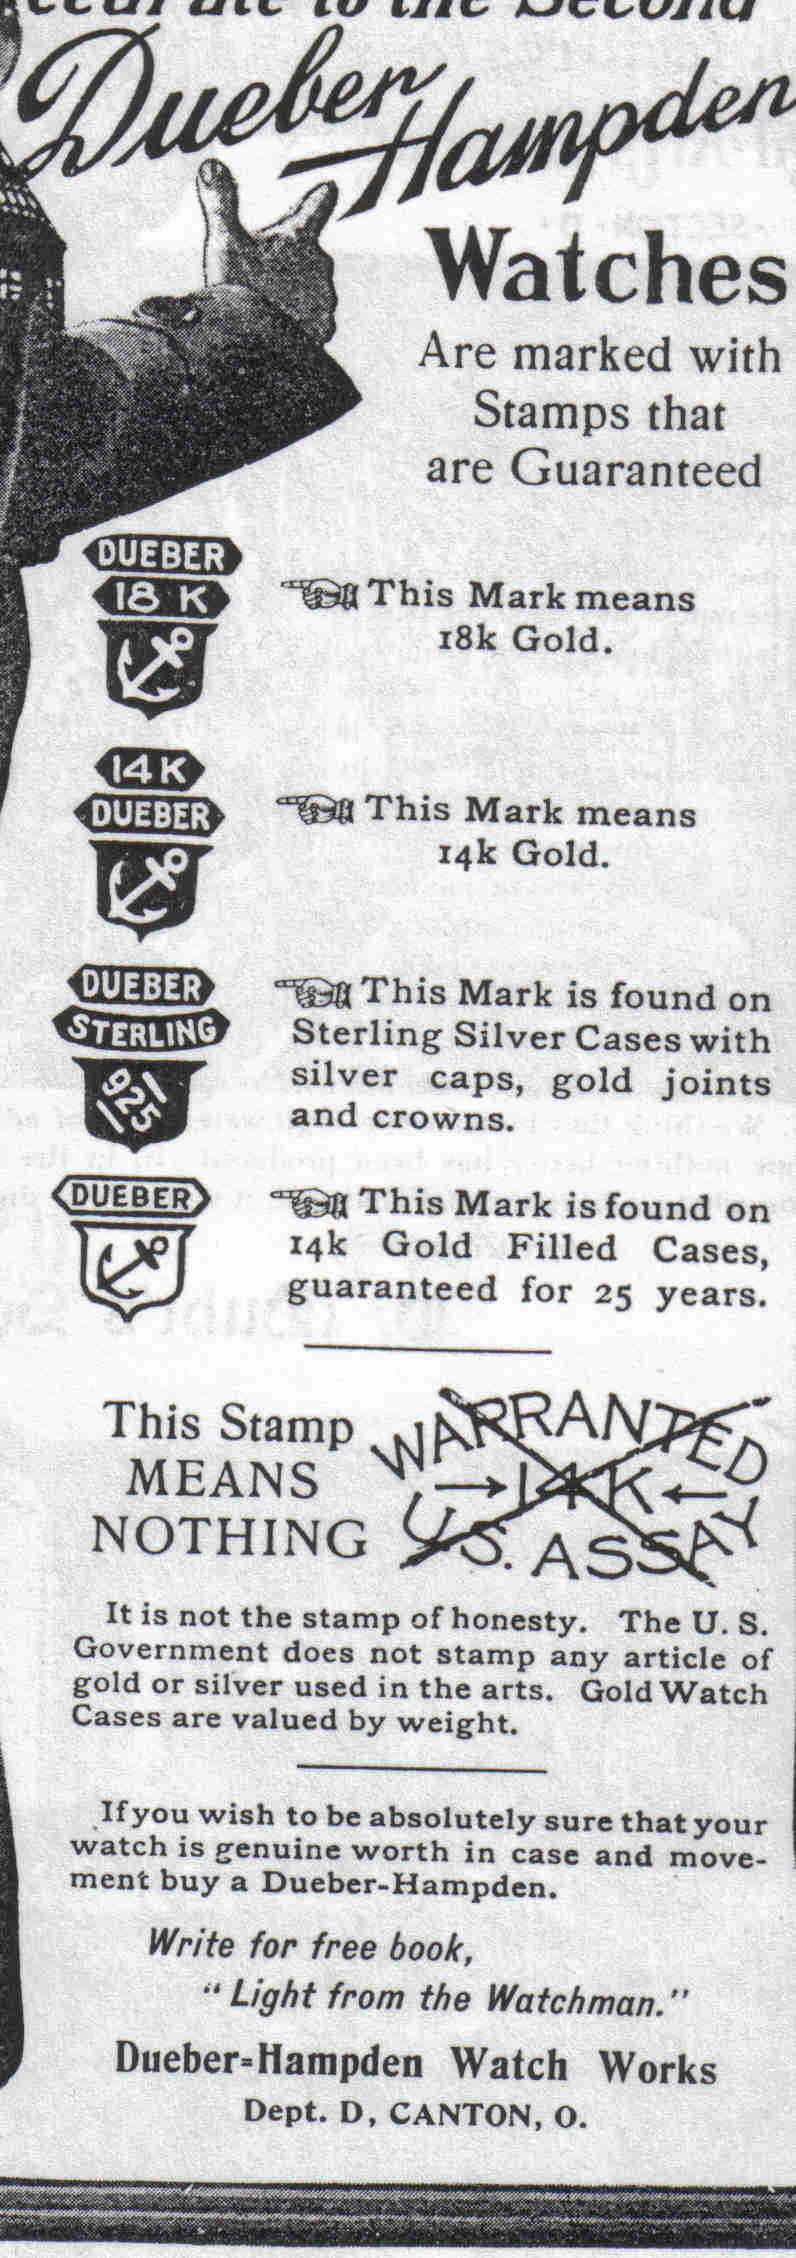 to the Second
Dueber
Hampden
Watches
Are marked with
Stamps that
are Guaranteed
DUEBER
18 K
This Mark means
18k Gold.
14 K
DUEBER
This Mark means
14k Gold.
DUEBER
STERLING
925
This Mark is found on
Sterling Silver Cases with
silver caps, gold joints
and crowns.
DUEBER
This Mark is found on
14k Gold Filled Cases,
guaranteed for 25 years.
This Stamp
MEANS
NOTHING
WARRANTED
14K
U.S. ASSAY
It is not the stamp of honesty. The U. S.
Government does not stamp any article of
gold or silver used in the arts. Gold Watch
Cases are valued by weight.
If you wish to be absolutely sure that your
watch is genuine worth in case and move-
ment buy a Dueber-Hampden.
Write for free book,
"Light from the Watchman."
Dueber-Hampden Watch Works
Dept. D, CANTON, O.